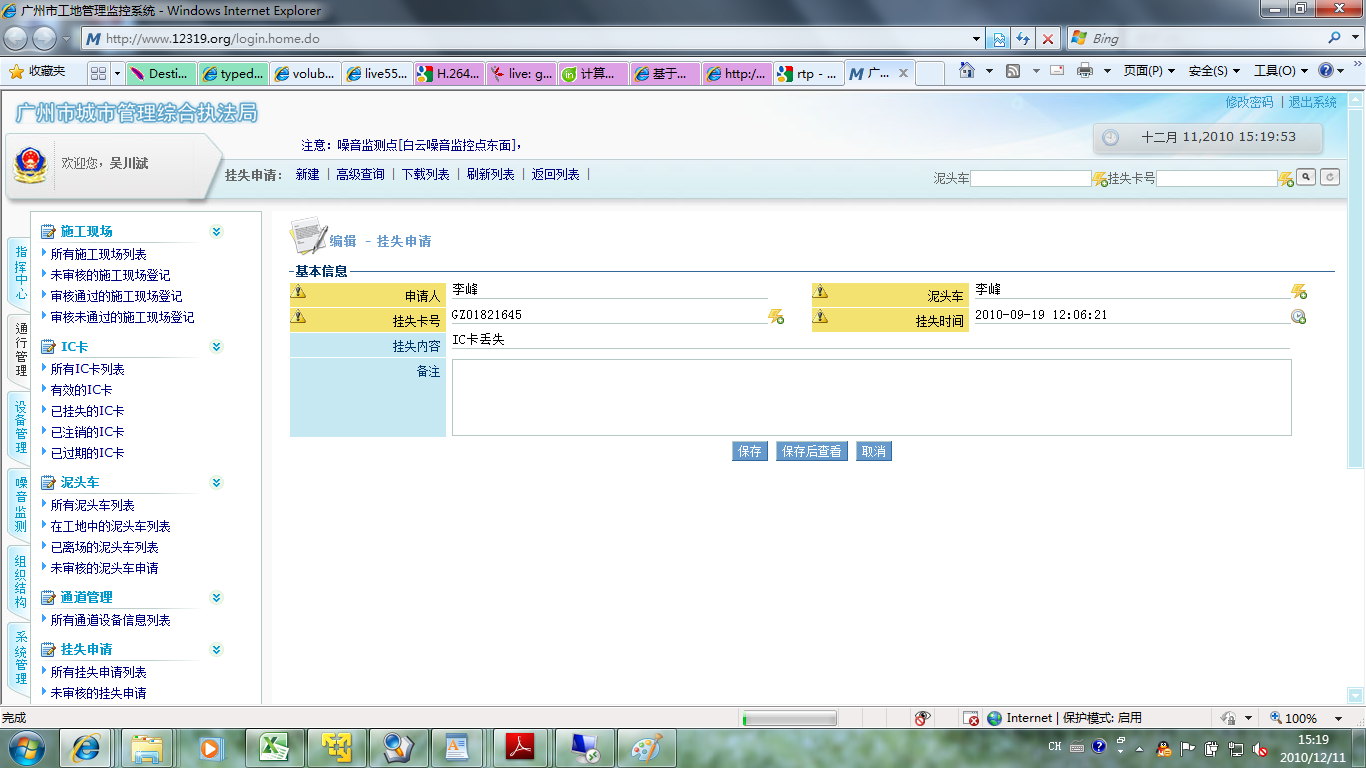 广州市工地管理监控系统 - Windows Internet Explorer
http://www.12319.org/login.home.do
Bing
收藏夹
Desti...
typed...
volub...
live55...
H.264...
live: g...
计算...
基于...
http:/...
rtp - ...
广...
页面(P)
安全(S)
工具(O)
广州市城市管理综合执法局
修改密码 | 退出系统
欢迎您，吴川斌
注意：噪音监测点[白云噪音监控点东面]，
十二月 11,2010 15:19:53
挂失申请： 新建 | 高级查询 | 下载列表 | 刷新列表 | 返回列表 |
泥头车
挂失卡号
指挥中心
通行管理
设备管理
噪音监测
组织结构
系统管理
施工现场
所有施工现场列表
未审核的施工现场登记
审核通过的施工现场登记
审核未通过的施工现场登记
IC卡
所有IC卡列表
有效的IC卡
已挂失的IC卡
已注销的IC卡
已过期的IC卡
泥头车
所有泥头车列表
在工地中的泥头车列表
已离场的泥头车列表
未审核的泥头车申请
通道管理
所有通道设备信息列表
挂失申请
所有挂失申请列表
未审核的挂失申请
编辑 - 挂失申请
基本信息
申请人 李峰 泥头车 李峰
挂失卡号 GZ01821645 挂失时间 2010-09-19 12:06:21
挂失内容 IC卡丢失
备注
保存 保存后查看 取消
完成
Internet | 保护模式: 启用
100%
CH
15:19
2010/12/11